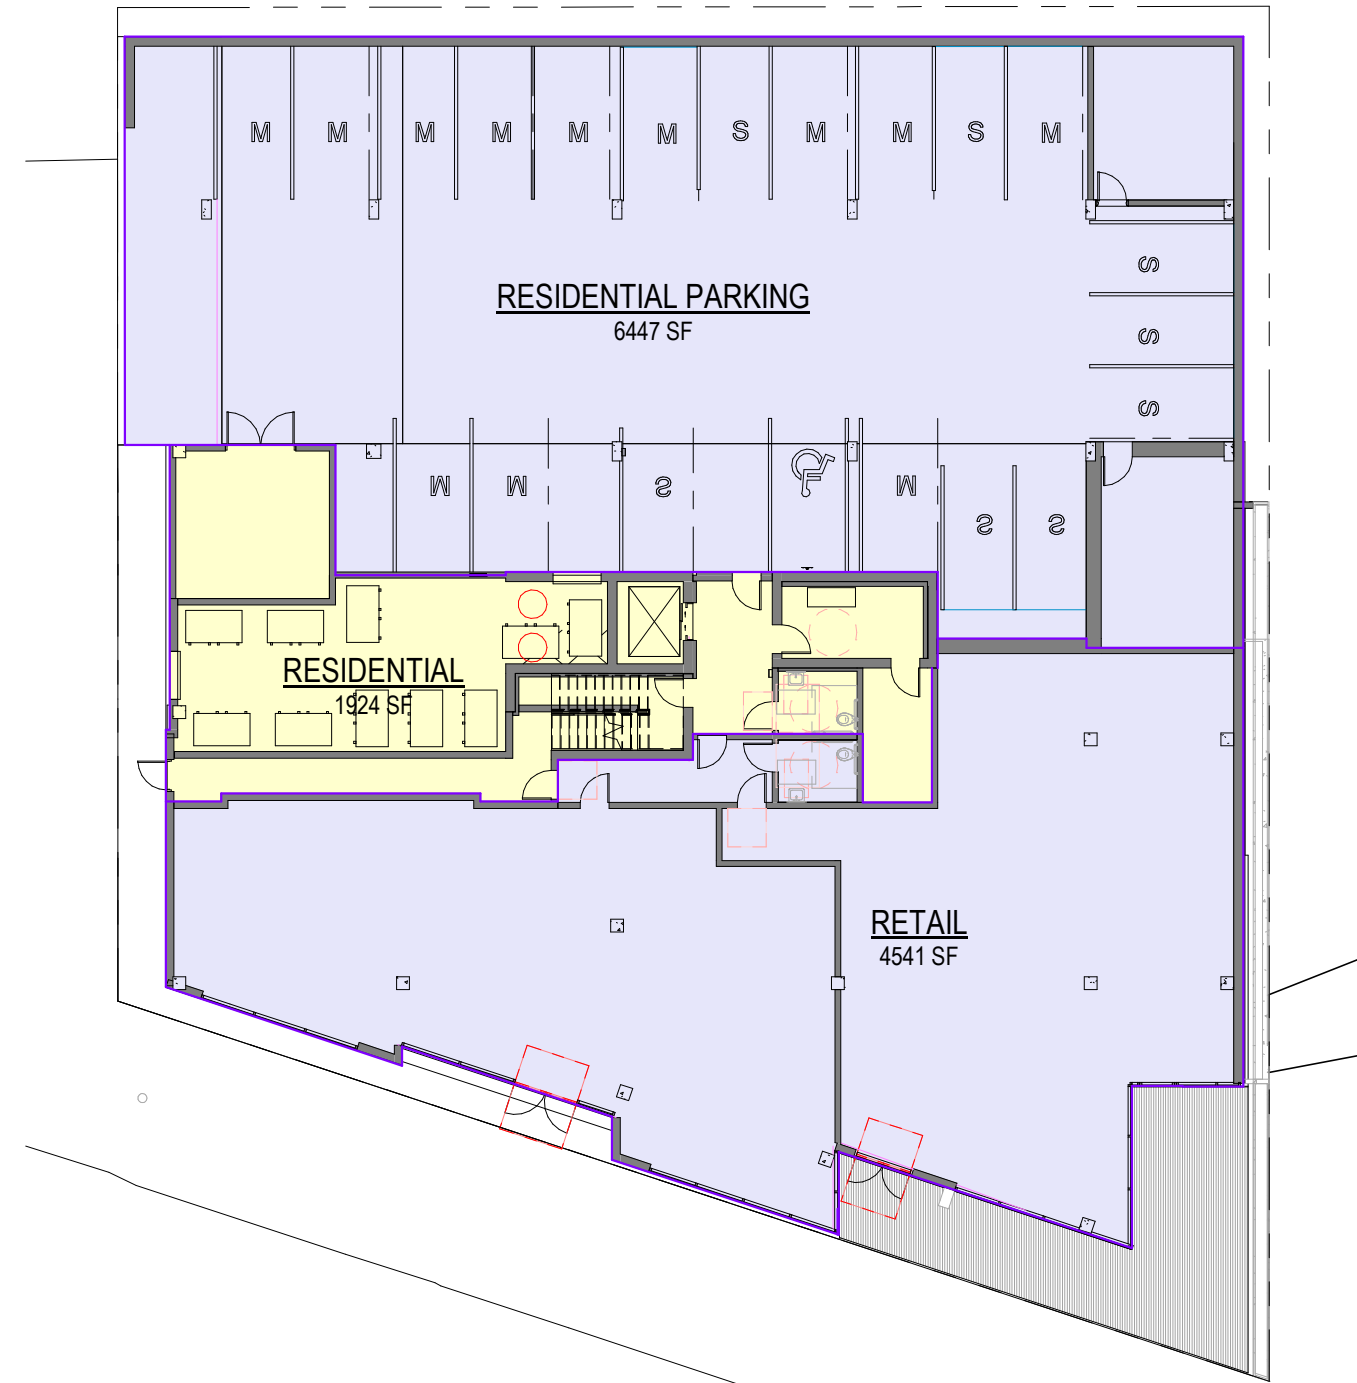 M M M M M M S M M S M
S
RESIDENTIAL PARKING
6447 SF
S
S
M M S M
S S
RESIDENTIAL
1924 SF
RETAIL
4541 SF